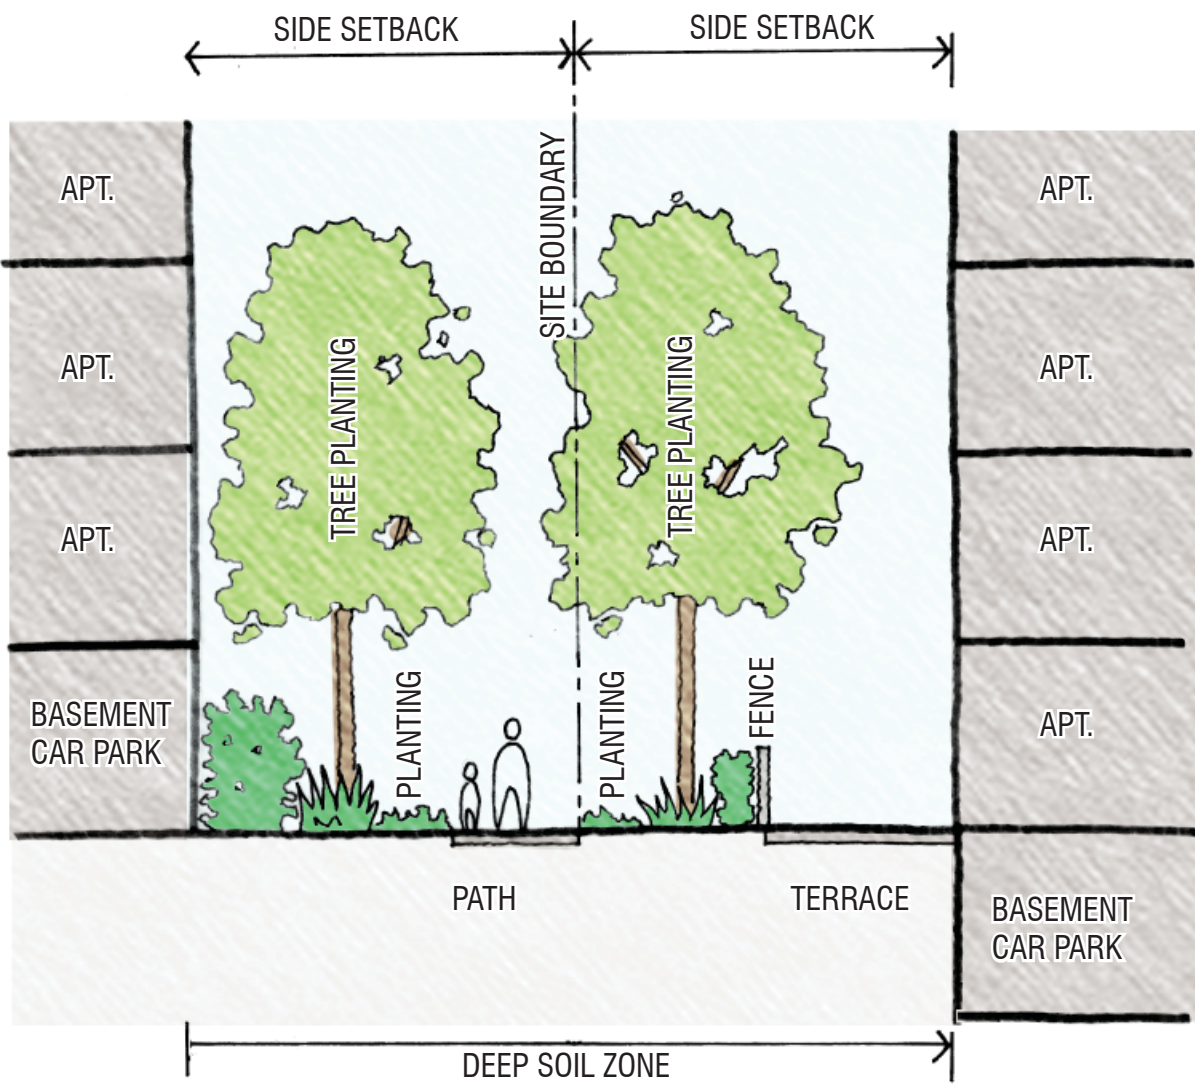 SIDE SETBACK
SIDE SETBACK
SITE BOUNDARY
APT.
APT.
APT.
TREE PLANTING
TREE PLANTING
APT.
APT.
APT.
BASEMENT
CAR PARK
PLANTING
PLANTING
FENCE
APT.
PATH
TERRACE
BASEMENT
CAR PARK
DEEP SOIL ZONE